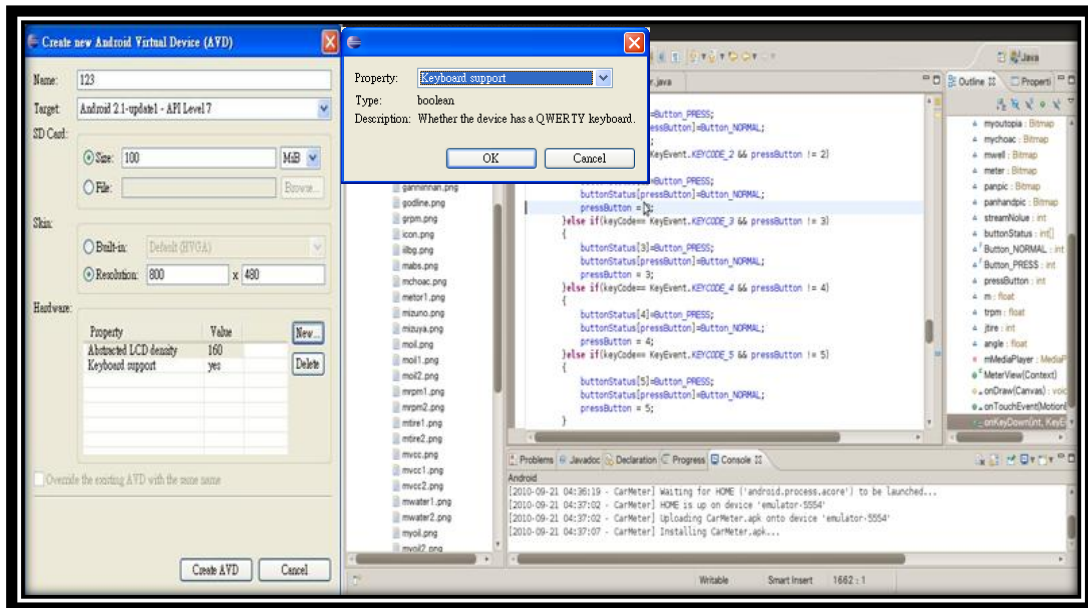 Create new Android Virtual Device (AVD)
Name: 123
Target: Android 2.1-update1 - API Level 7
SD Card:
Size: 100 MiB
File: Browse...
Skin:
Built-in: Default (HVGA)
Resolution: 800 x 480
Hardware:
Property Value New...
Abstracted LCD density 160
Keyboard support yes Delete
Override the existing AVD with the same name
Create AVD Cancel
Property: Keyboard support
Type: boolean
Description: Whether the device has a QWERTY keyboard.
OK Cancel
ganninnan.png
godline.png
grpm.png
icon.png
ilbg.png
mabs.png
mchoac.png
metor1.png
mizuno.png
mizuya.png
moil.png
moil1.png
moil2.png
mrpm1.png
mrpm2.png
mtire1.png
mtire2.png
mvcc.png
mvcc1.png
mvcc2.png
mwater1.png
mwater2.png
myoil.png
myoil2.png
r.java
=Button_PRESS;
essButton]=Button_NORMAL;
;
KeyEvent.KEYCODE_2 && pressButton != 2)
=Button_PRESS;
buttonStatus[pressButton]=Button_NORMAL;
pressButton =
}else if(keyCode== KeyEvent.KEYCODE_3 && pressButton != 3)
{
buttonStatus[3]=Button_PRESS;
buttonStatus[pressButton]=Button_NORMAL;
pressButton = 3;
}else if(keyCode== KeyEvent.KEYCODE_4 && pressButton != 4)
{
buttonStatus[4]=Button_PRESS;
buttonStatus[pressButton]=Button_NORMAL;
pressButton = 4;
}else if(keyCode== KeyEvent.KEYCODE_5 && pressButton != 5)
{
buttonStatus[5]=Button_PRESS;
buttonStatus[pressButton]=Button_NORMAL;
pressButton = 5;
}
Java
Outline Properti
myoutopia : Bitmap
mychoac : Bitmap
mwell : Bitmap
meter : Bitmap
panpic : Bitmap
panhandpic : Bitmap
streamNolue : int
buttonStatus : int[]
Button_NORMAL : int
Button_PRESS : int
pressButton : int
m : float
trpm : float
jtire : int
angle : float
mMediaPlayer : MediaP
MeterView(Context)
onDraw(Canvas) : voi
onTouchEvent(Motion
onKeyDown(int, KeyE
Problems Javadoc Declaration Progress Console
Android
[2010-09-21 04:36:19 - CarMeter] Waiting for HOME ('android.process.acore') to be launched...
[2010-09-21 04:37:02 - CarMeter] HOME is up on device 'emulator-5554'
[2010-09-21 04:37:02 - CarMeter] Uploading CarMeter.apk onto device 'emulator-5554'
[2010-09-21 04:37:07 - CarMeter] Installing CarMeter.apk...
Writable Smart Insert 1662 : 1